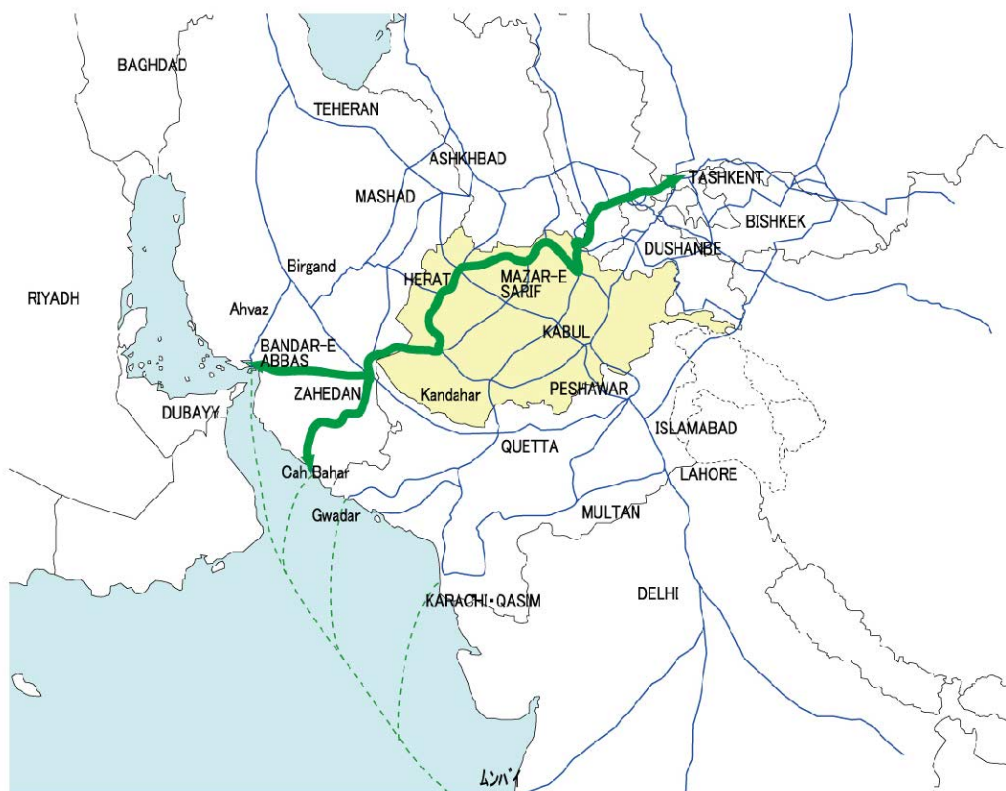 BAGHDAD
TEHERAN
ASHKHBAD
TASHKENT
MASHAD
BISHKEK
DUSHANBE
Birgand
HERAT
MAZAR-E
SARIF
RIYADH
Ahvaz
KABUL
BANDAR-E
ABBAS
ZAHEDAN
Kandahar
PESHAWAR
DUBAYY
ISLAMABAD
QUETTA
Cah Bahar
LAHORE
Gwadar
MULTAN
KARACHI・QASIM
DELHI
ムンバイ